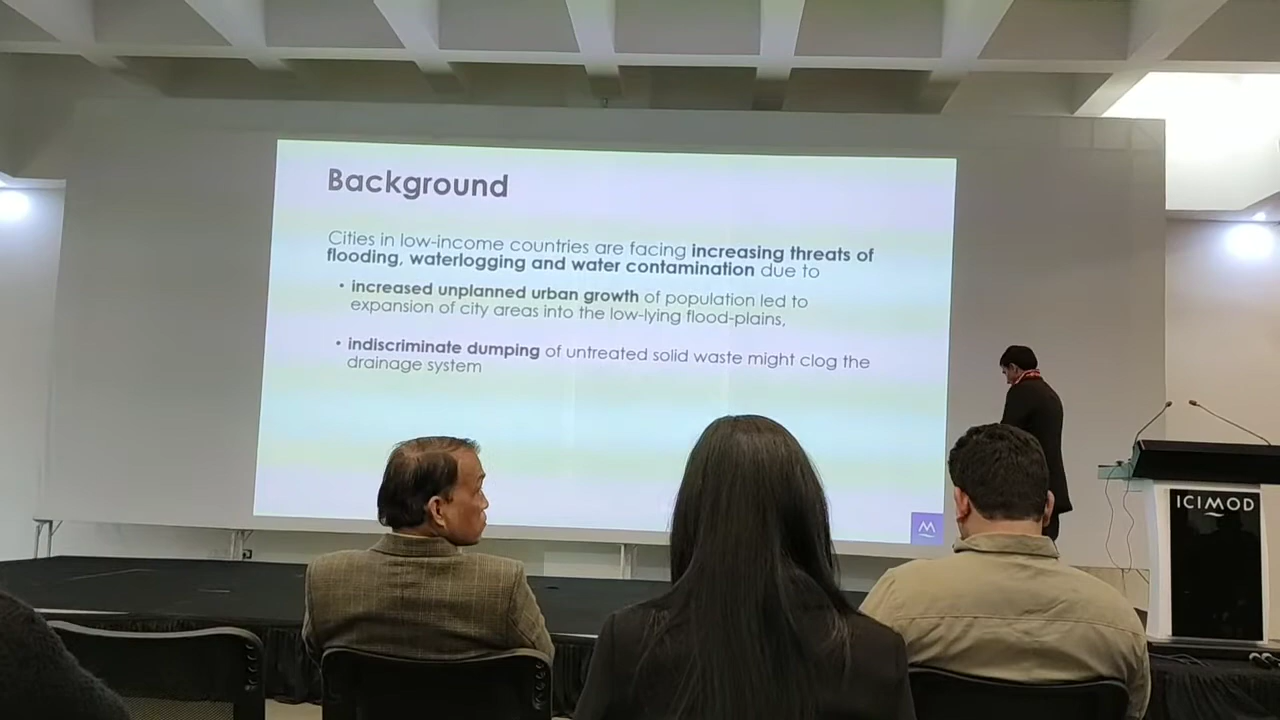 Background
Cities in low-income countries are facing increasing threats of
flooding, waterlogging and water contamination due to
• increased unplanned urban growth of population led to
expansion of city areas into the low-lying flood-plains,
• indiscriminate dumping of untreated solid waste might clog the
drainage system
ICIMOD